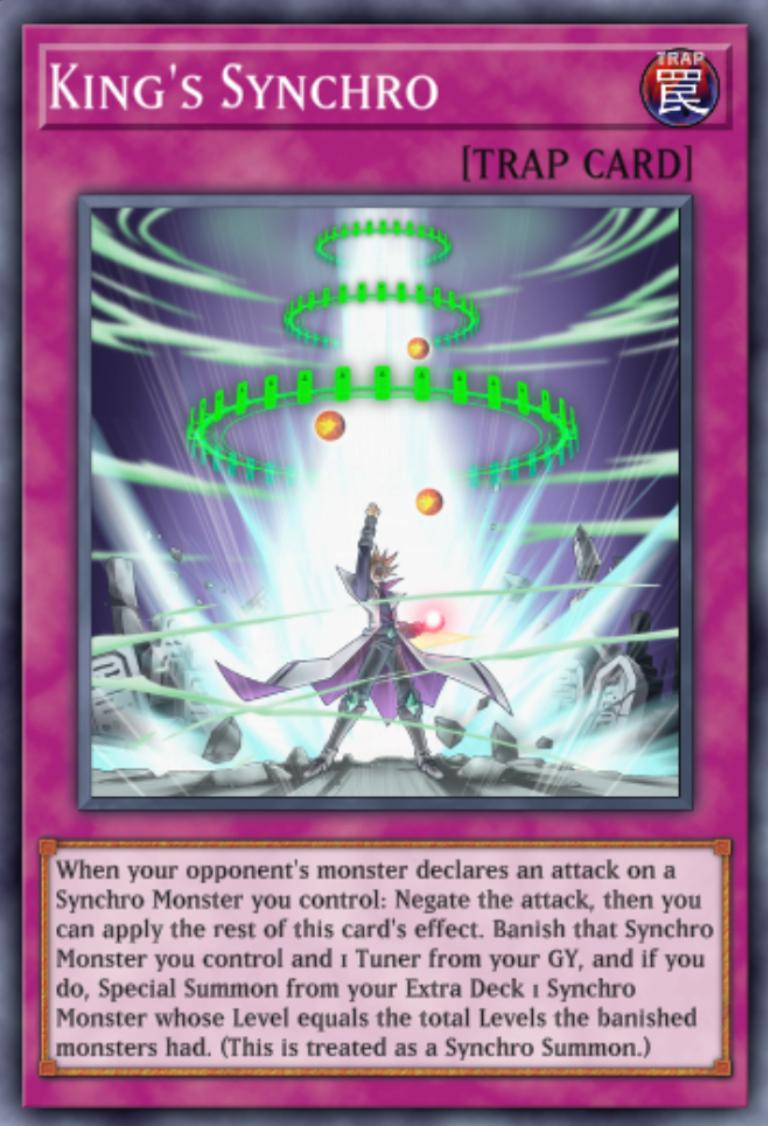 King's Synchro
TRAP
罠
[TRAP CARD]
When your opponent's monster declares an attack on a
Synchro Monster you control: Negate the attack, then you
can apply the rest of this card's effect. Banish that Synchro
Monster you control and 1 Tuner from your GY, and if you
do, Special Summon from your Extra Deck 1 Synchro
Monster whose Level equals the total Levels the banished
monsters had. (This is treated as a Synchro Summon.)